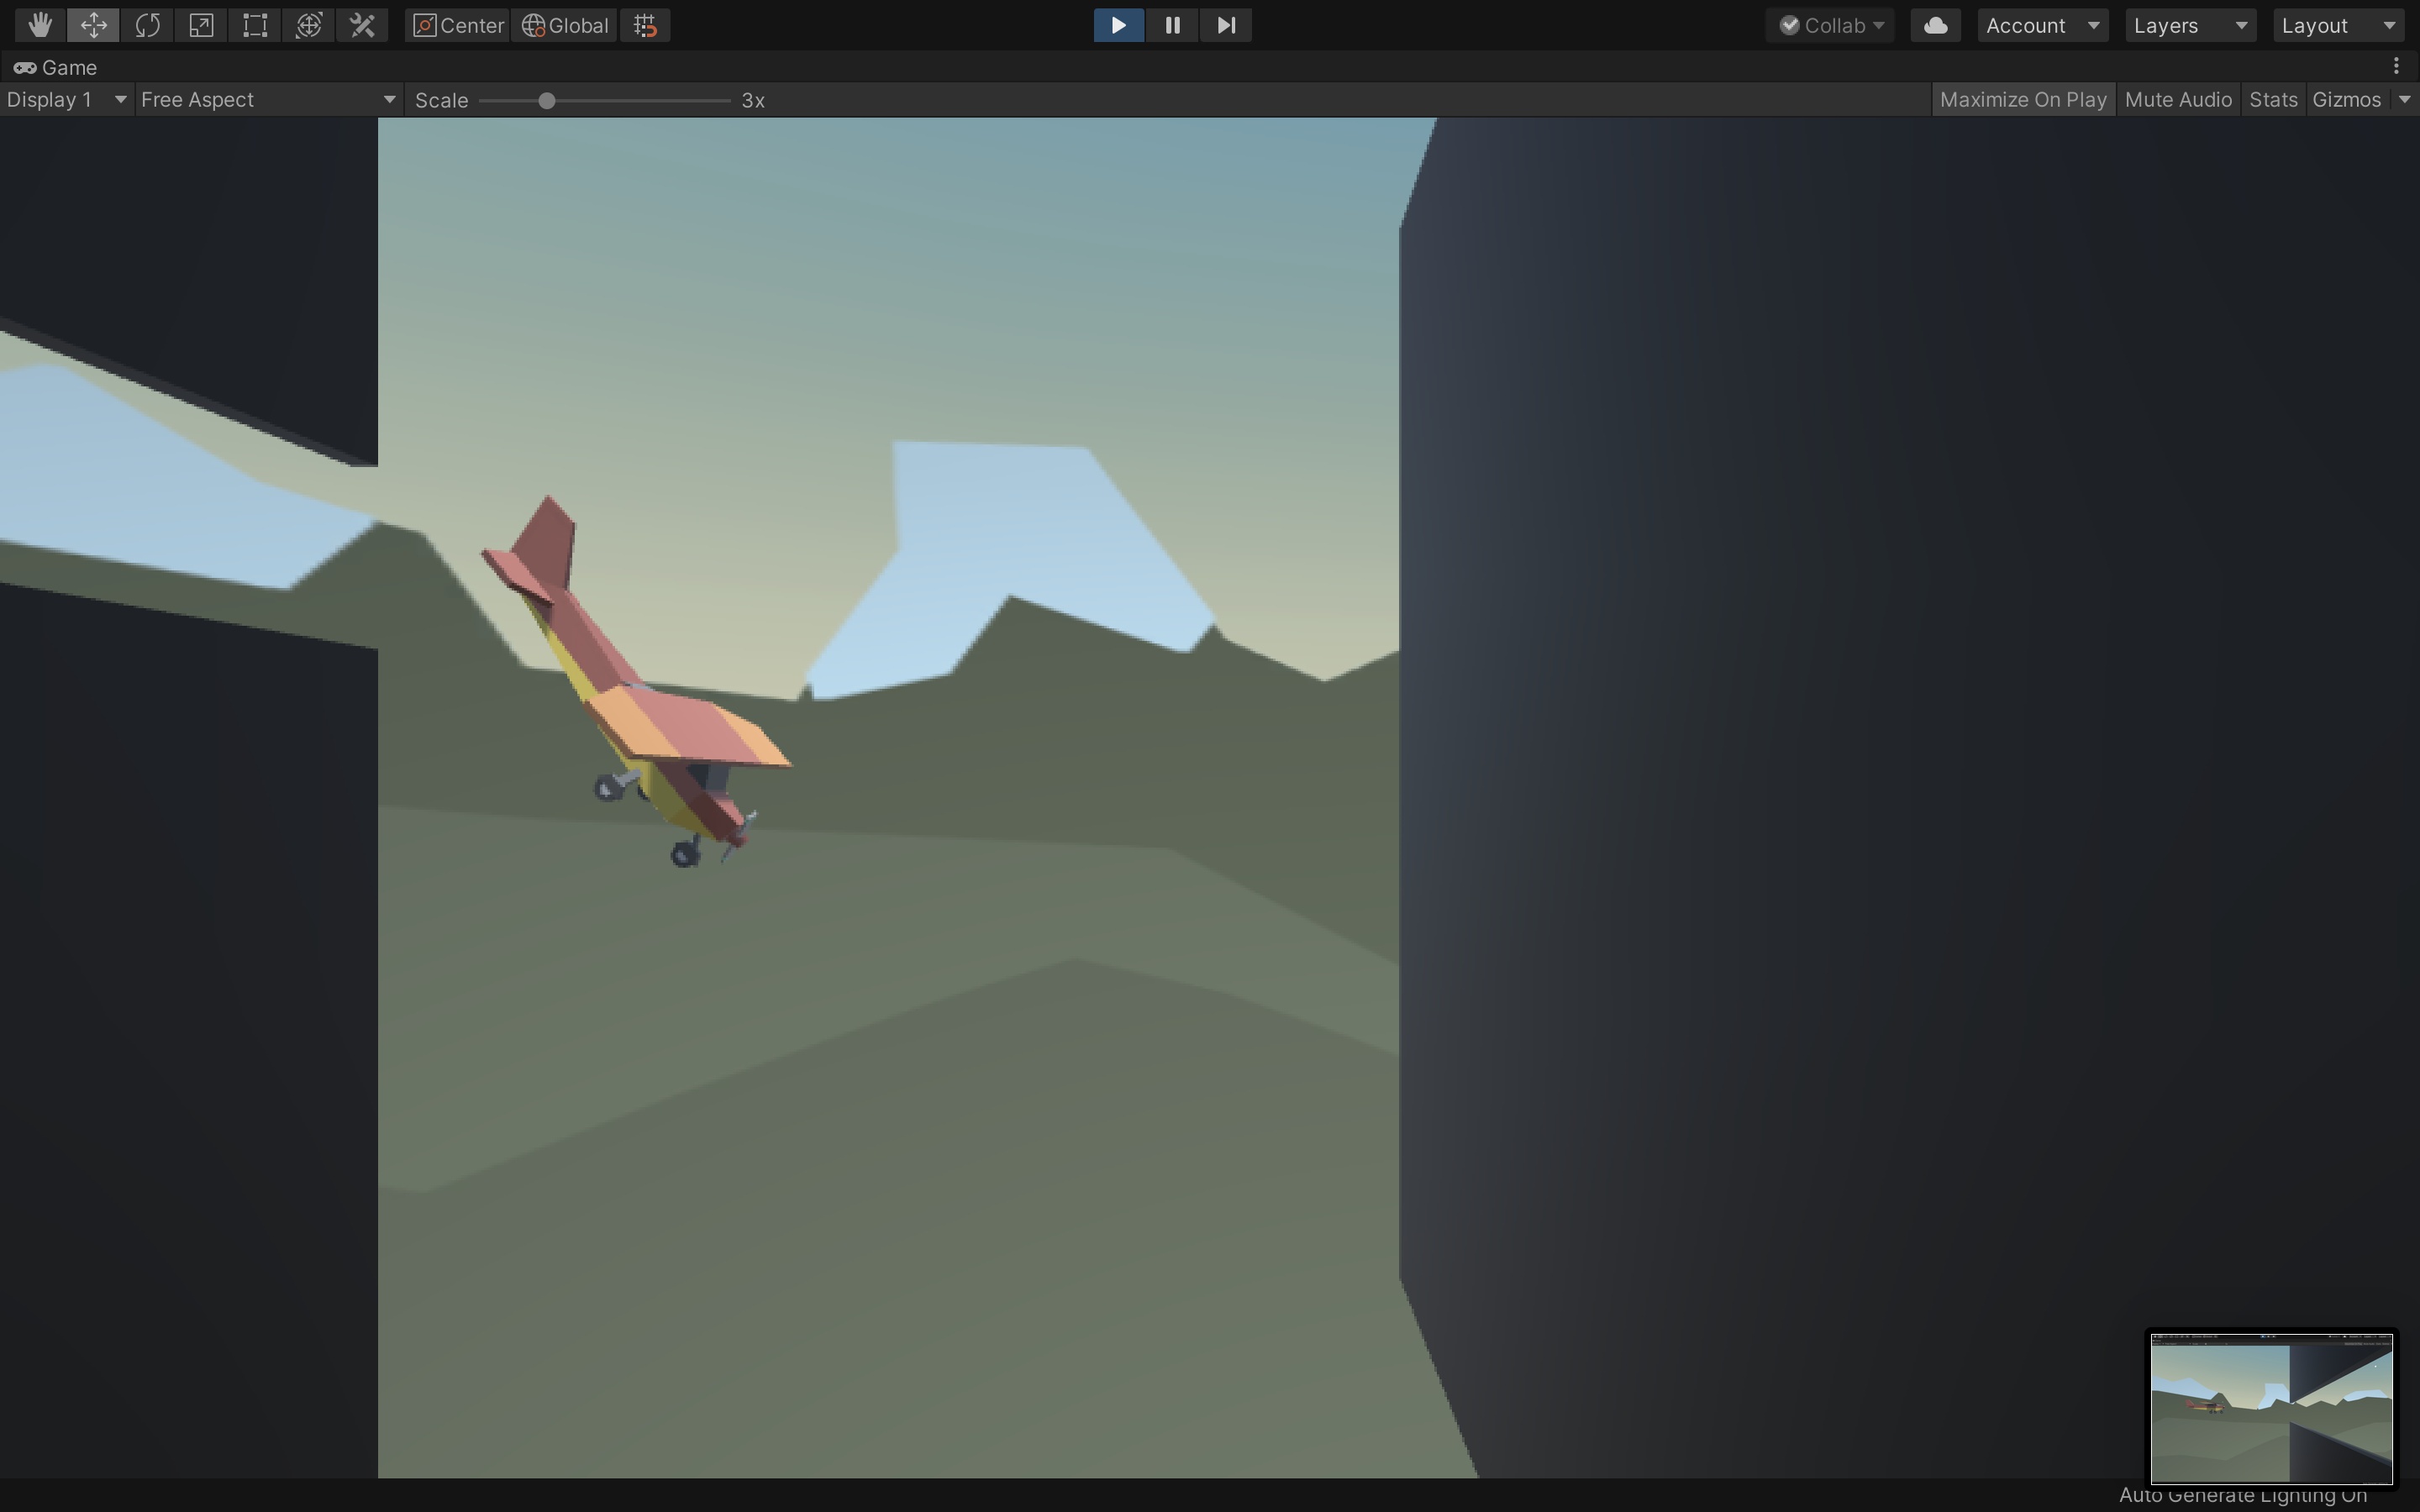 Center Global Collab Account Layers Layout
Game
Display 1 Free Aspect Scale 3x Maximize On Play Mute Audio Stats Gizmos
Auto Generate Lighting On